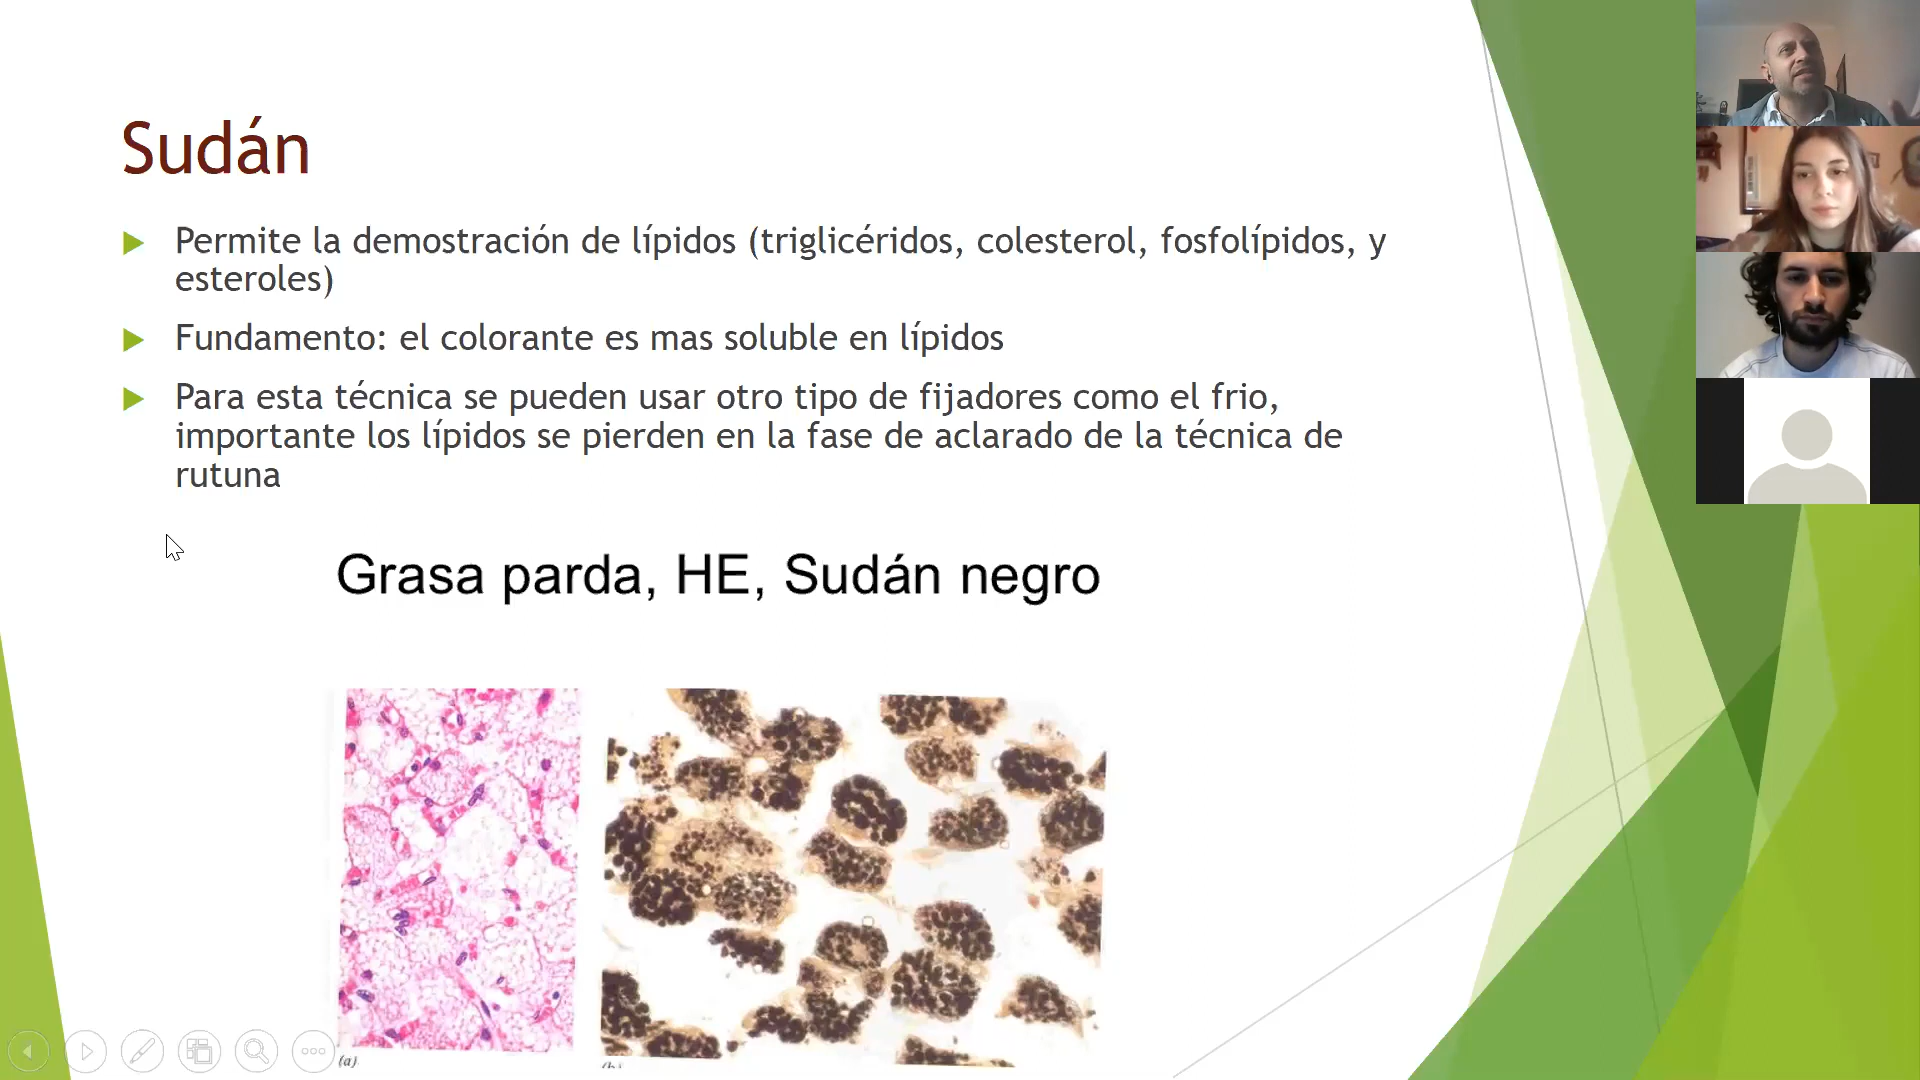 Sudán
Permite la demostración de lípidos (triglicéridos, colesterol, fosfolípidos, y
esteroles)
Fundamento: el colorante es mas soluble en lípidos
Para esta técnica se pueden usar otro tipo de fijadores como el frio,
importante los lípidos se pierden en la fase de aclarado de la técnica de
rutuna
Grasa parda, HE, Sudán negro
(a)